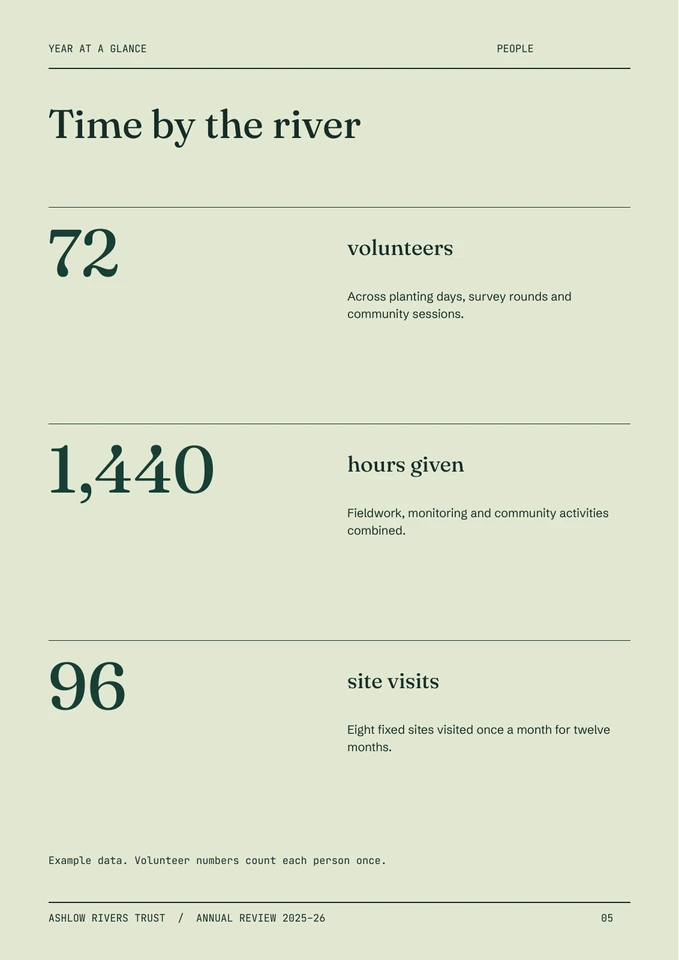 YEAR AT A GLANCE
PEOPLE
Time by the river
72
volunteers
Across planting days, survey rounds and
community sessions.
1,440
hours given
Fieldwork, monitoring and community activities
combined.
96
site visits
Eight fixed sites visited once a month for twelve
months.
Example data. Volunteer numbers count each person once.
ASHLOW RIVERS TRUST / ANNUAL REVIEW 2025–26
05